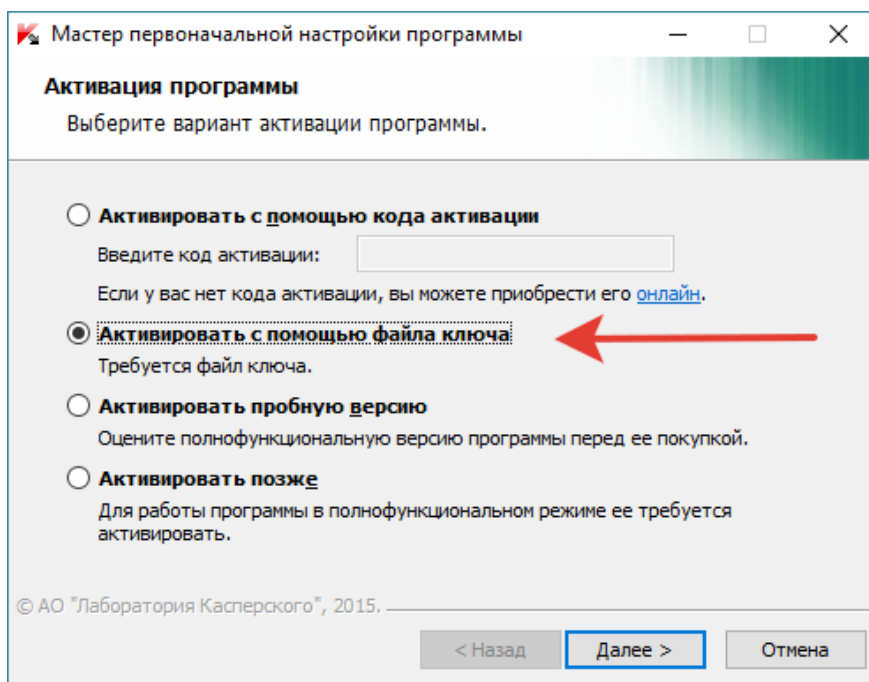 Мастер первоначальной настройки программы
Активация программы
Выберите вариант активации программы.
Активировать с помощью кода активации
Введите код активации:
Если у вас нет кода активации, вы можете приобрести его онлайн.
Активировать с помощью файла ключа
Требуется файл ключа.
Активировать пробную версию
Оцените полнофункциональную версию программы перед ее покупкой.
Активировать позже
Для работы программы в полнофункциональном режиме ее требуется
активировать.
© АО "Лаборатория Касперского", 2015.
< Назад
Далее >
Отмена